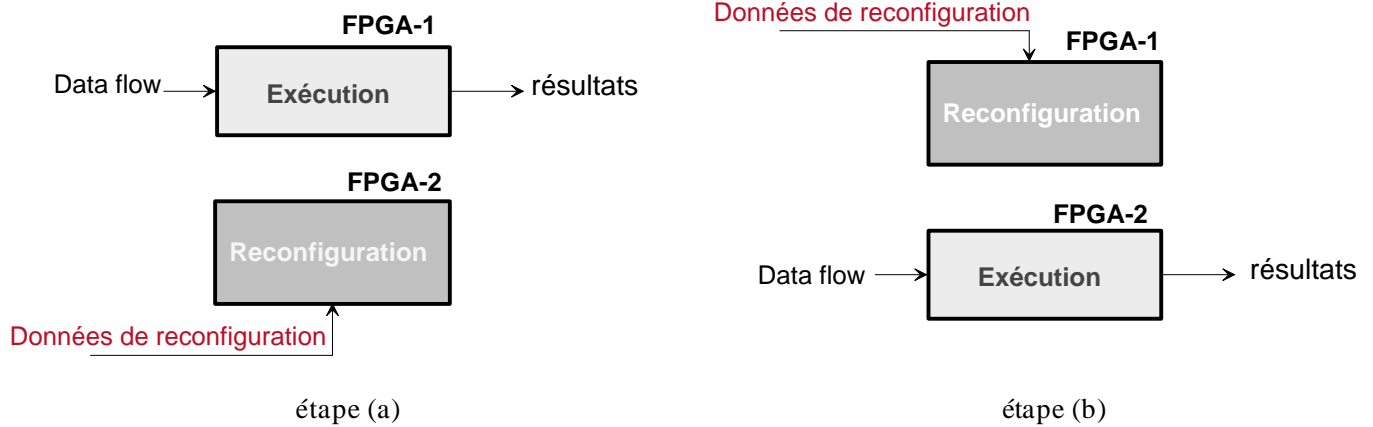 FPGA-1
Data flow
Exécution
résultats
FPGA-2
Reconfiguration
Données de reconfiguration
étape (a)
Données de reconfiguration
FPGA-1
Reconfiguration
FPGA-2
Data flow
Exécution
résultats
étape (b)